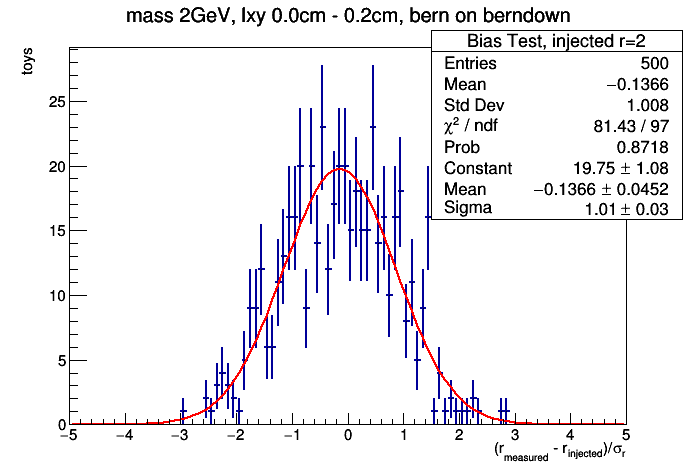 mass 2GeV, lxy 0.0cm - 0.2cm, bern on berndown
toys
Bias Test, injected r=2
Entries 500
Mean −0.1366
Std Dev 1.008
χ² / ndf 81.43 / 97
Prob 0.8718
Constant 19.75 ± 1.08
Mean −0.1366 ± 0.0452
Sigma 1.01 ± 0.03
25
20
15
10
5
0
−5 −4 −3 −2 −1 0 1 2 3 4 5
(r_measured - r_injected)/σ_r